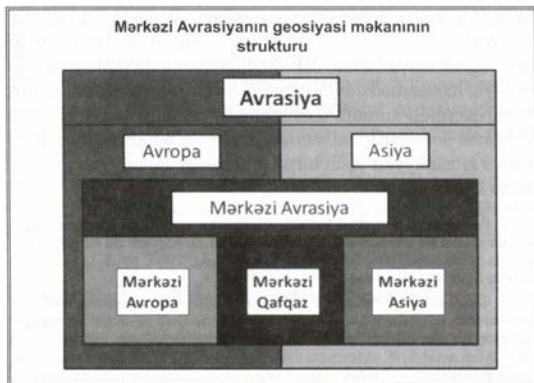 Mərkəzi Avrasiyanın geosiyasi məkanının
strukturu
Avrasiya
Avropa
Asiya
Mərkəzi Avrasiya
Mərkəzi
Avropa
Mərkəzi
Qafqaz
Mərkəzi
Asiya